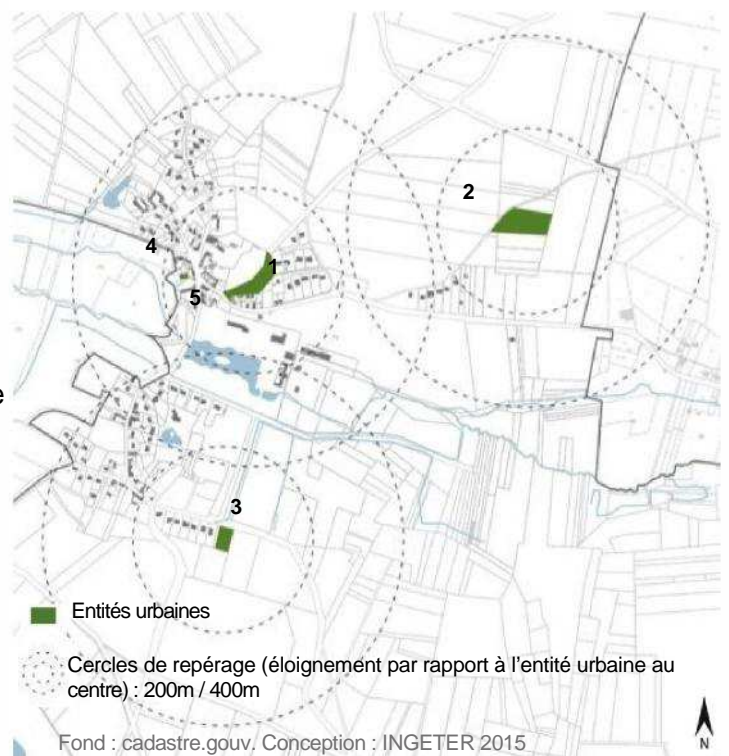 2
4
1
5
e
3
Entités urbaines
Cercles de repérage (éloignement par rapport à l'entité urbaine au
centre) : 200m / 400m
N
Fond : cadastre.gouv. Conception : INGETER 2015